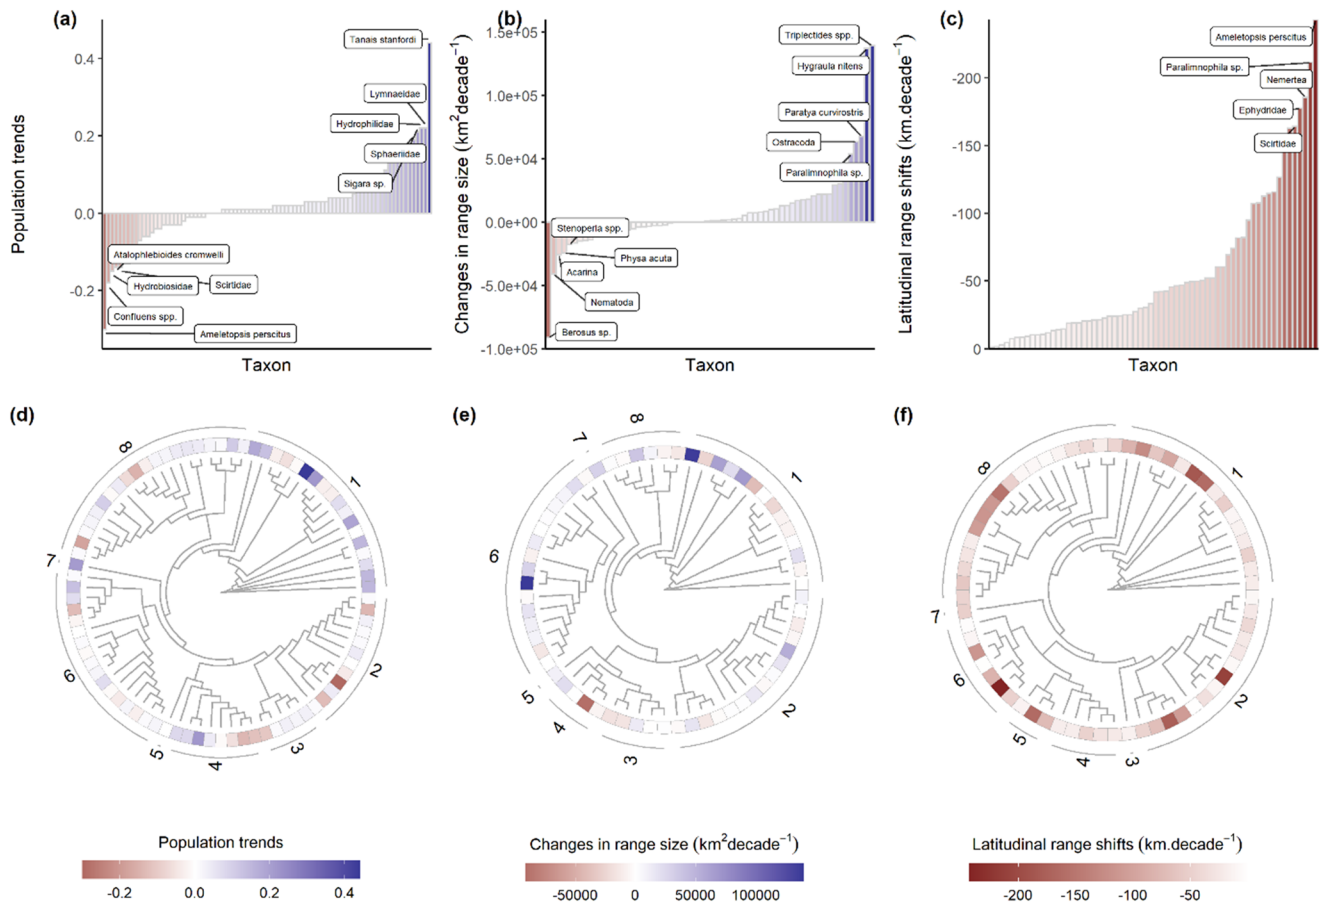 (a)
Population trends
0.4
0.2
0.0
-0.2
Tanais stanfordi
Lymnaeidae
Hydrophilidae
Sphaeriidae
Sigara sp.
Atalophlebioides cromwelli
Hydrobiosidae
Scirtidae
Confluens spp.
Ameletopsis perscitus
Taxon
(b)
Changes in range size (km²decade⁻¹)
1.5e+05
1.0e+05
5.0e+04
0.0e+00
-5.0e+04
-1.0e+05
Triplectides spp.
Hygraula nitens
Paratya curvirostris
Ostracoda
Paralimnophila sp.
Stenoperla spp.
Physa acuta
Acarina
Nematoda
Berosus sp.
Taxon
(c)
Latitudinal range shifts (km.decade⁻¹)
-200
-150
-100
-50
0
Ameletopsis perscitus
Paralimnophila sp.
Nemertea
Ephydridae
Scirtidae
Taxon
(d)
8
1
7
2
6
3
5
4
(e)
8
7
1
6
5
2
4
3
(f)
8
1
7
6
2
5
4
3
Population trends
-0.2
0.0
0.2
0.4
Changes in range size (km²decade⁻¹)
-50000
0
50000
100000
Latitudinal range shifts (km.decade⁻¹)
-200
-150
-100
-50